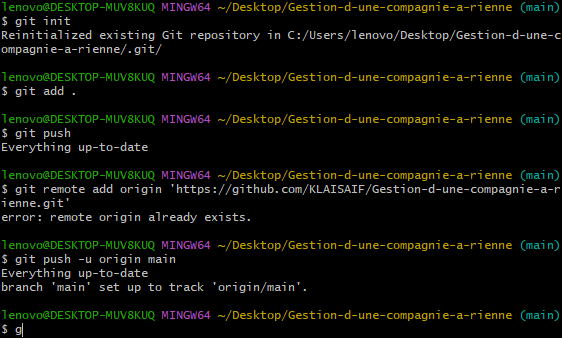 lenovo@DESKTOP-MUV8KUQ MINGW64 ~/Desktop/Gestion-d-une-compagnie-a-rienne (main)
$ git init
Reinitialized existing Git repository in C:/Users/lenovo/Desktop/Gestion-d-une-c
ompagnie-a-rienne/.git/
lenovo@DESKTOP-MUV8KUQ MINGW64 ~/Desktop/Gestion-d-une-compagnie-a-rienne (main)
$ git add .
lenovo@DESKTOP-MUV8KUQ MINGW64 ~/Desktop/Gestion-d-une-compagnie-a-rienne (main)
$ git push
Everything up-to-date
lenovo@DESKTOP-MUV8KUQ MINGW64 ~/Desktop/Gestion-d-une-compagnie-a-rienne (main)
$ git remote add origin 'https://github.com/KLAISAIF/Gestion-d-une-compagnie-a-r
ienne.git'
error: remote origin already exists.
lenovo@DESKTOP-MUV8KUQ MINGW64 ~/Desktop/Gestion-d-une-compagnie-a-rienne (main)
$ git push -u origin main
Everything up-to-date
branch 'main' set up to track 'origin/main'.
lenovo@DESKTOP-MUV8KUQ MINGW64 ~/Desktop/Gestion-d-une-compagnie-a-rienne (main)
$ g